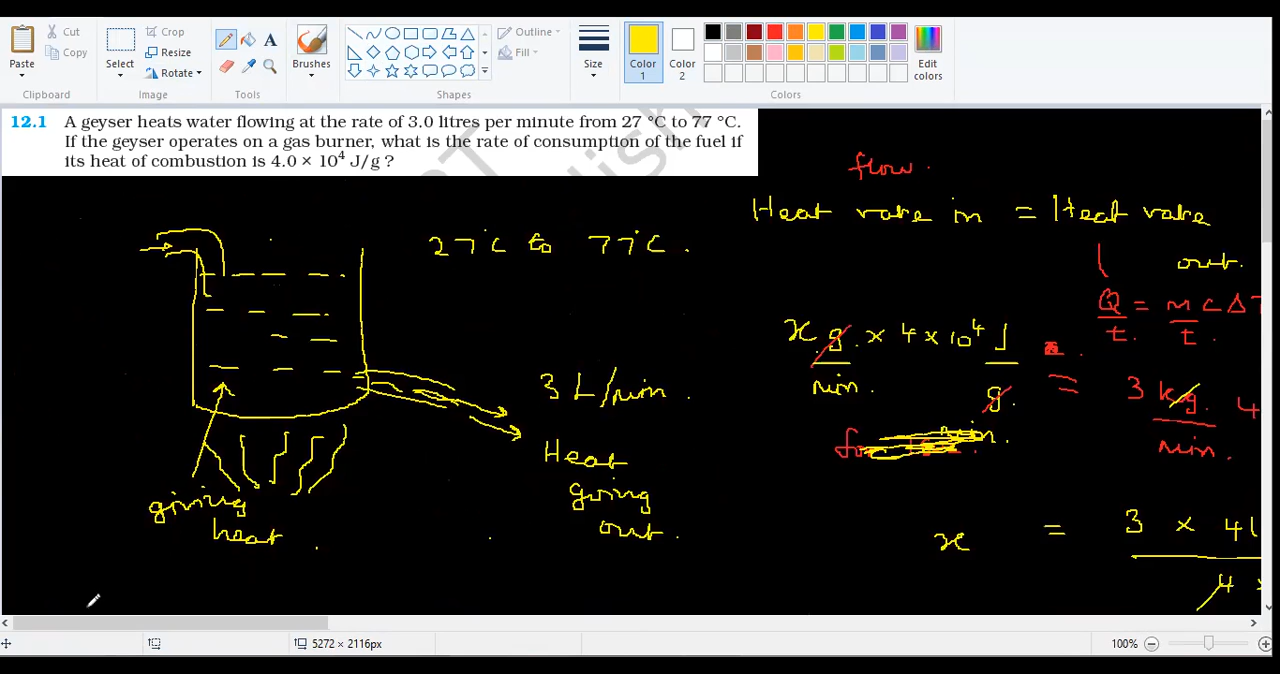 Cut
Copy
Paste
Clipboard
Crop
Resize
Rotate
Select
Image
Tools
Brushes
Shapes
Outline
Fill
Size
Color
1
Color
2
Edit
colors
Colors
12.1 A geyser heats water flowing at the rate of 3.0 litres per minute from 27 °C to 77 °C.
If the geyser operates on a gas burner, what is the rate of consumption of the fuel if
its heat of combustion is 4.0 × 10⁴ J/g ?
flow.
Heat rate in = Heat rate
out.
27°C to 77°C.
Q/t = m/t C Δ T
x g/min. × 4 × 10⁴ J/g. = 3 kg/min. 4
3 L/min.
Heat
going
out.
giving
heat
x = 3 × 41
4
5272 × 2116px
100%